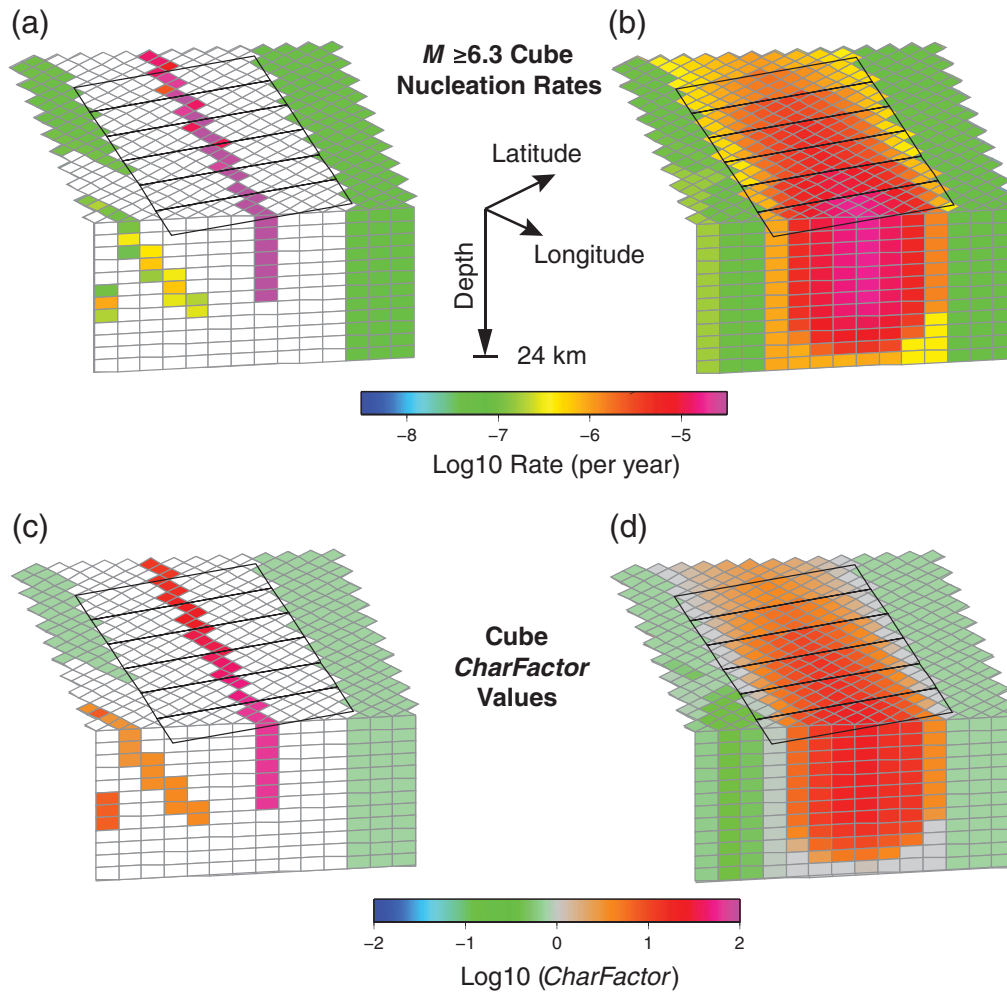 (a)
M ≥6.3 Cube
Nucleation Rates
(b)
Latitude
Longitude
Depth
24 km
−8
−7
−6
−5
Log10 Rate (per year)
(c)
(d)
Cube
CharFactor
Values
-2
-1
0
1
2
Log10 (CharFactor)